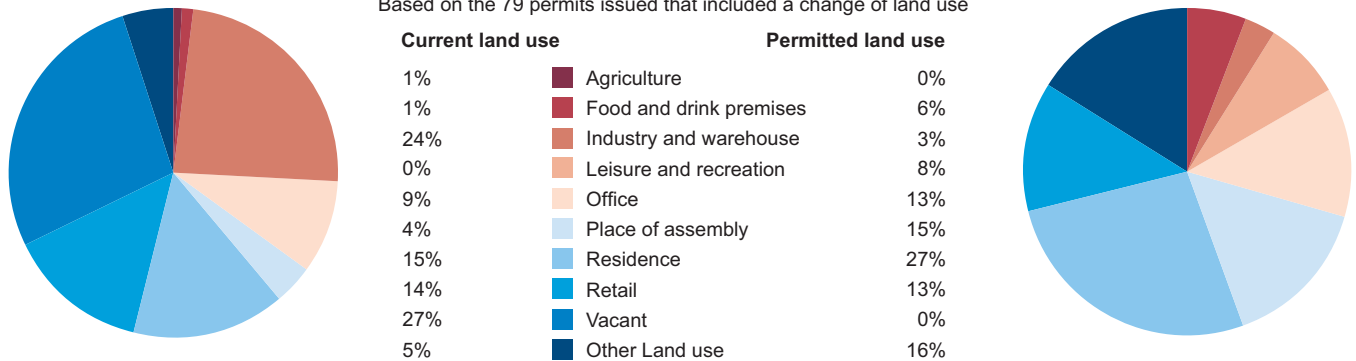 Based on the 79 permits issued that included a change of land use
Current land use Permitted land use
1% Agriculture 0%
1% Food and drink premises 6%
24% Industry and warehouse 3%
0% Leisure and recreation 8%
9% Office 13%
4% Place of assembly 15%
15% Residence 27%
14% Retail 13%
27% Vacant 0%
5% Other Land use 16%